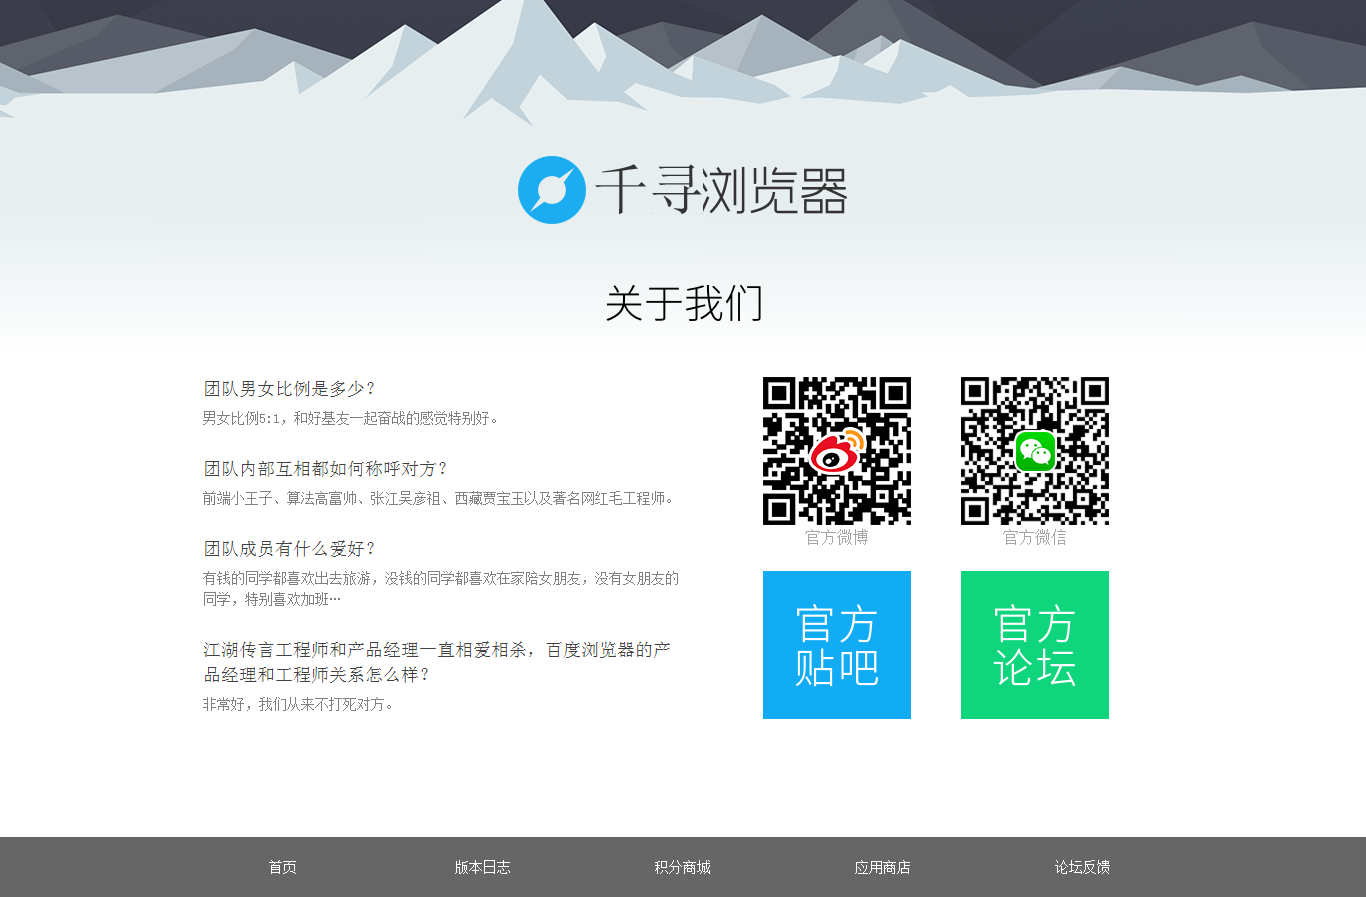 千寻浏览器
关于我们
团队男女比例是多少?
男女比例5:1，和好基友一起奋战的感觉特别好。
团队内部互相都如何称呼对方?
前端小王子、算法高富帅、张江吴彦祖、西藏贾宝玉以及著名网红毛工程师。
团队成员有什么爱好?
有钱的同学都喜欢出去旅游，没钱的同学都喜欢在家陪女朋友，没有女朋友的
同学，特别喜欢加班…
江湖传言工程师和产品经理一直相爱相杀，百度浏览器的产
品经理和工程师关系怎么样?
非常好，我们从来不打死对方。
官方微博
官方微信
官方
贴吧
官方
论坛
首页
版本日志
积分商城
应用商店
论坛反馈